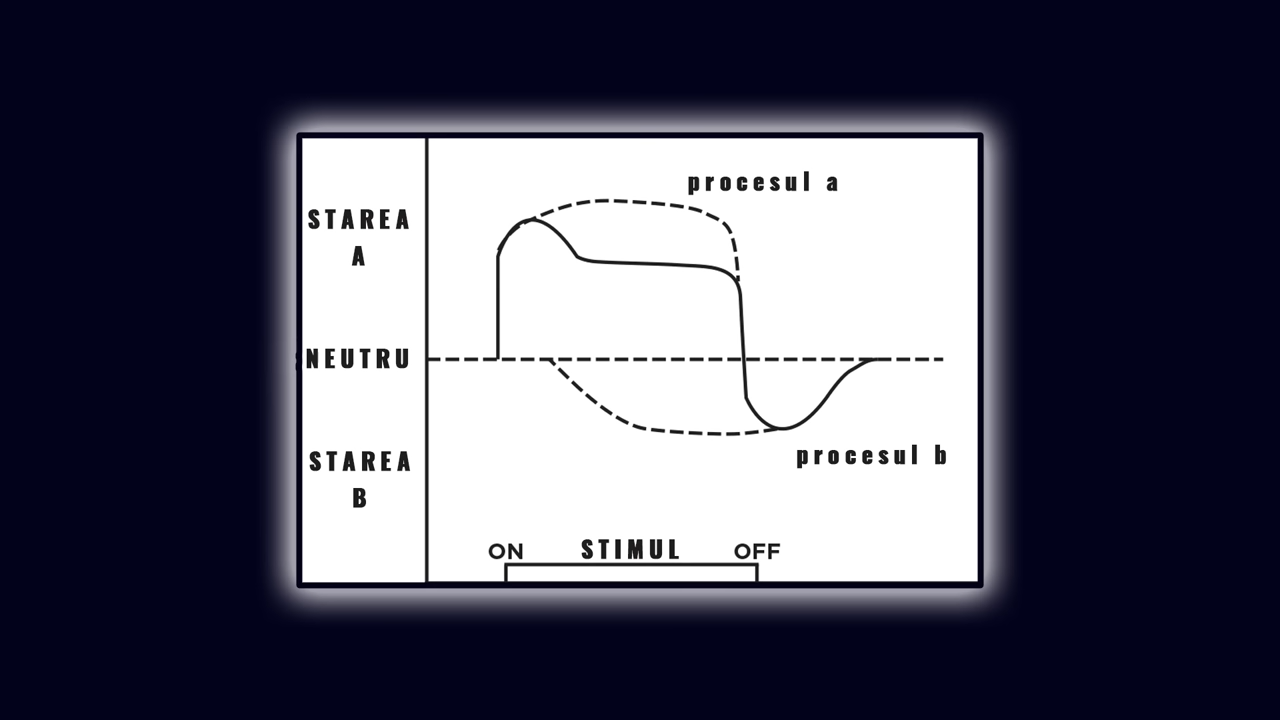 procesul a
STAREA
A
NEUTRU
STAREA
B
procesul b
ON STIMUL OFF